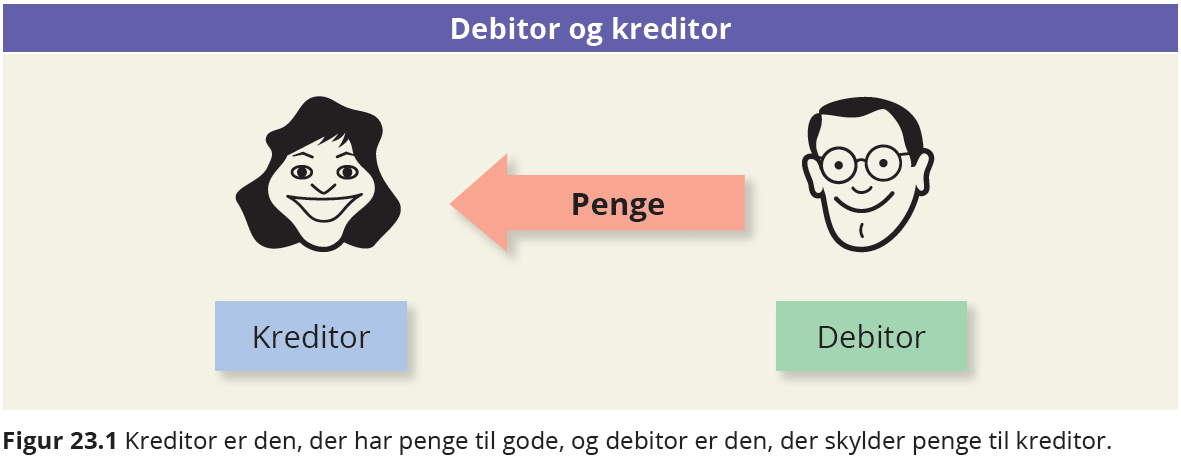 Debitor og kreditor
Penge
Kreditor
Debitor
Figur 23.1 Kreditor er den, der har penge til gode, og debitor er den, der skylder penge til kreditor.